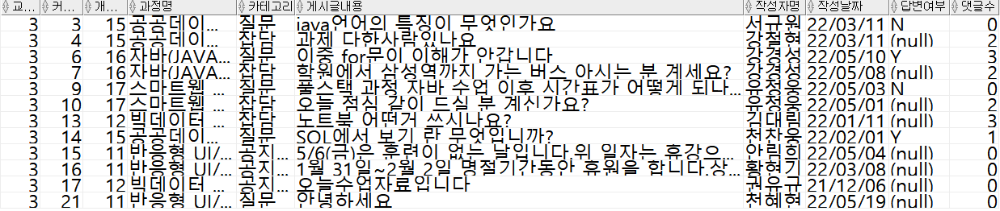 교... 커... 개... 과정명 카테고리 게시글내용 작성자명 작성날짜 답변여부 댓글수
3 3 15 공공데이... 질문 java언어의 특징이 무엇인가요 서규원 22/03/11 N 0
3 4 15 공공데이... 잡담 과제 다한사람있나요 강철현 22/03/11 (null) 2
3 6 16 자바(JAVA... 질문 이중 for문이 이해가 안갑니다 강경성 22/05/10 Y 3
3 7 16 자바(JAVA... 잡담 학원에서 삼성역까지 가는 버스 아시는 분 계세요? 강경성 22/05/08 (null) 2
3 9 17 스마트웹 ... 질문 풀스택 과정 자바 수업 이후 시간표가 어떻게 되나... 유정웅 22/05/03 N 0
3 10 17 스마트웹 ... 잡담 오늘 점심 같이 드실 분 계신가요? 유정웅 22/05/01 (null) 2
3 13 12 빅데이터 ... 잡담 노트북 어떤거 쓰시나요? 김대림 22/01/11 (null) 3
3 14 15 공공데이... 질문 SQL에서 보기 란 무엇입니까? 천찬웅 22/02/01 Y 1
3 15 11 반응형 UI/... 공지... 5/6(금)은 훈련이 없는 날입니다.위 일자는 휴강으... 안림희 22/05/04 (null) 0
3 16 11 반응형 UI/... 공지... 1월 31일~2월 2일 명절기간동안 휴원을 합니다.상... 황현기 22/03/08 (null) 0
3 17 12 빅데이터 ... 공지... 오늘수업자료입니다 권유규 21/12/06 (null) 0
3 21 11 반응형 UI/... 질문 안녕하세요 천혜현 22/05/19 (null) 0